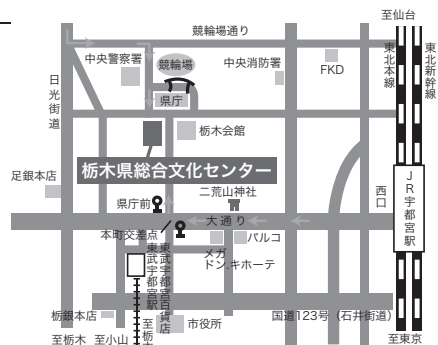 至仙台
競輪場通り
東北本線
東北新幹線
中央警察署
競輪場
中央消防署
FKD
日光街道
県庁
栃木会館
栃木県総合文化センター
足銀本店
二荒山神社
県庁前
西口
JR宇都宮駅
大通り
本町交差点
パルコ
メガ
ドン.キホーテ
東武宇都宮駅
東武宇都宮百貨店
栃銀本店
市役所
国道123号（石井街道）
至栃木
至小山
至栃木
至東京